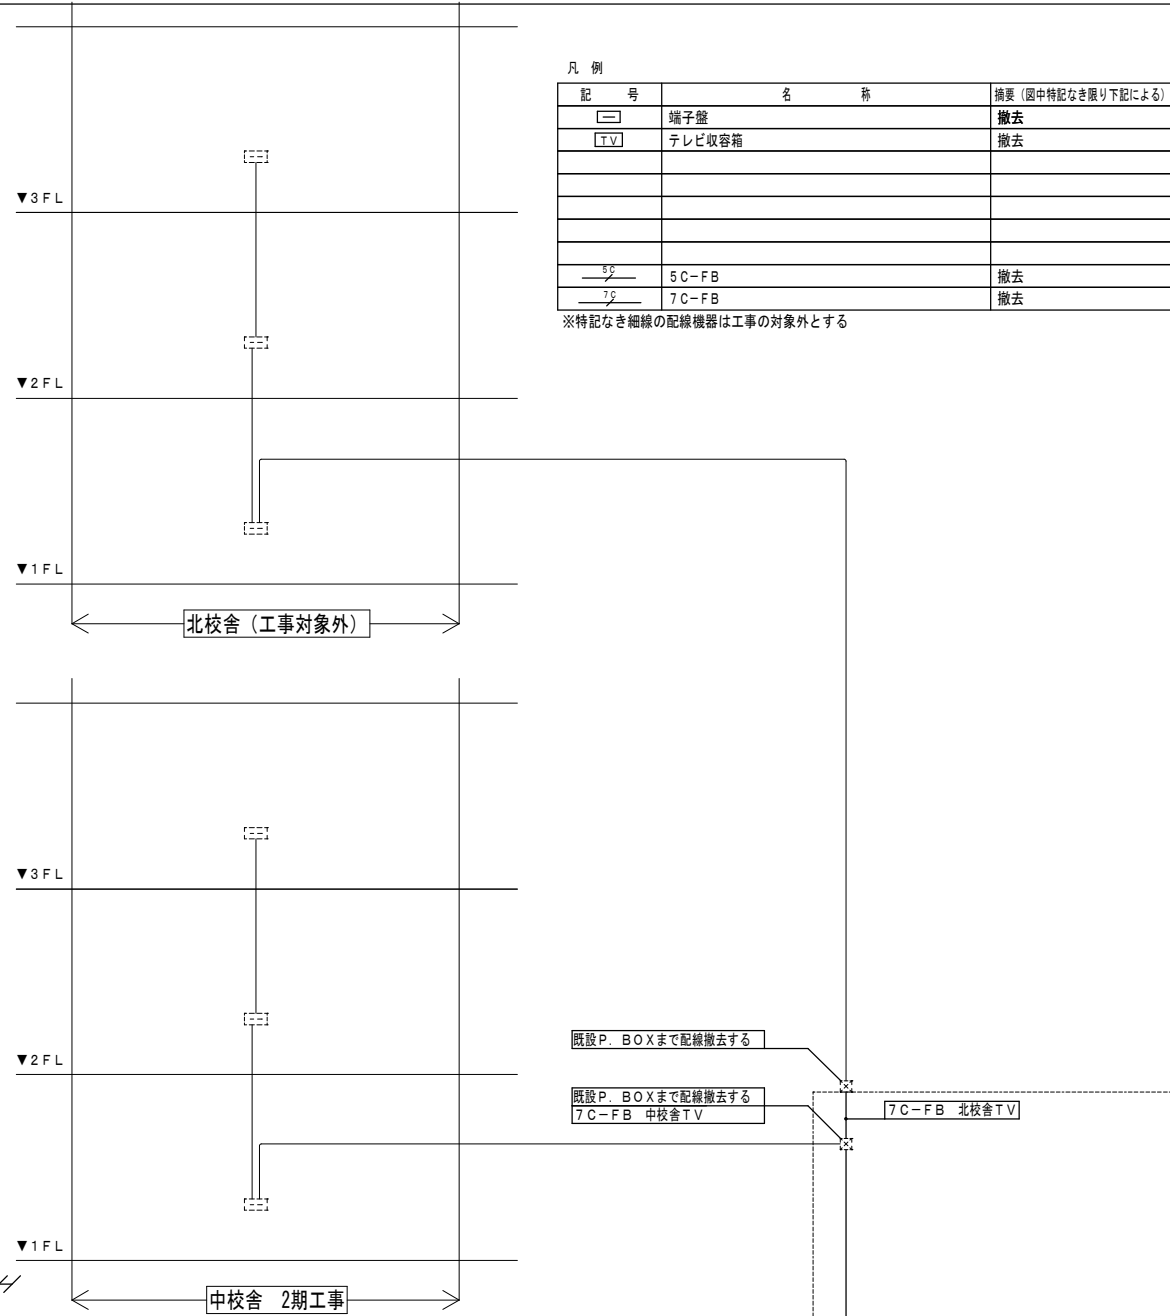 凡 例
記 号 名 称 摘要（図中特記なき限り下記による）
端子盤 撤去
TV テレビ収容箱 撤去
5C 5C-FB 撤去
7C 7C-FB 撤去
※特記なき細線の配線機器は工事の対象外とする
▼3FL
▼2FL
▼1FL
北校舎（工事対象外）
▼3FL
▼2FL
▼1FL
中校舎 2期工事
既設P. BOXまで配線撤去する
既設P. BOXまで配線撤去する
7C-FB 中校舎TV
7C-FB 北校舎TV